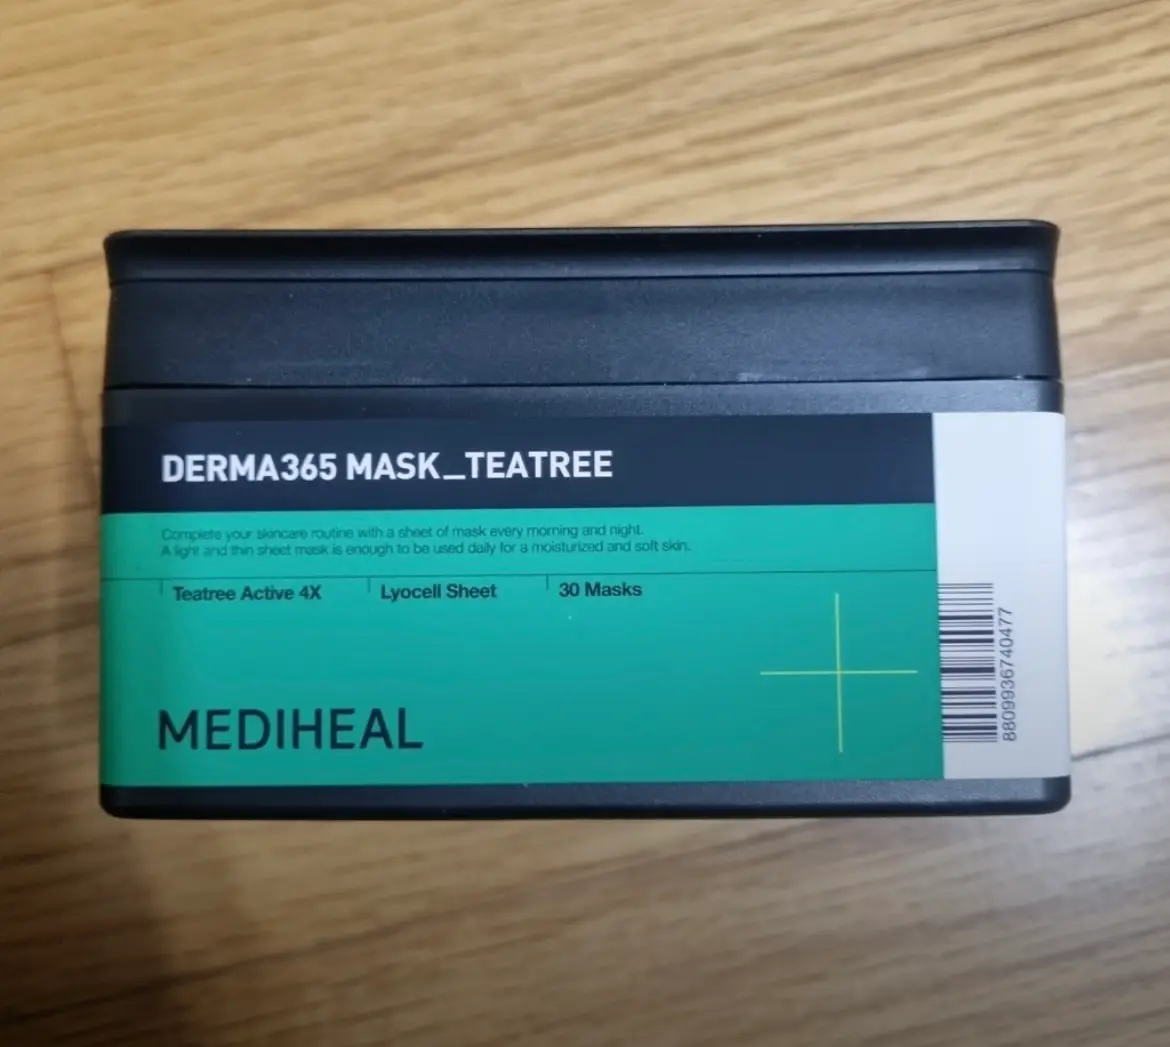 DERMA365 MASK_TEATREE
Complete your skincare routine with a sheet of mask every morning and night.
A light and thin sheet mask is enough to be used daily for a moisturized and soft skin.
Teatree Active 4X
Lyocell Sheet
30 Masks
MEDIHEAL
8809936740477